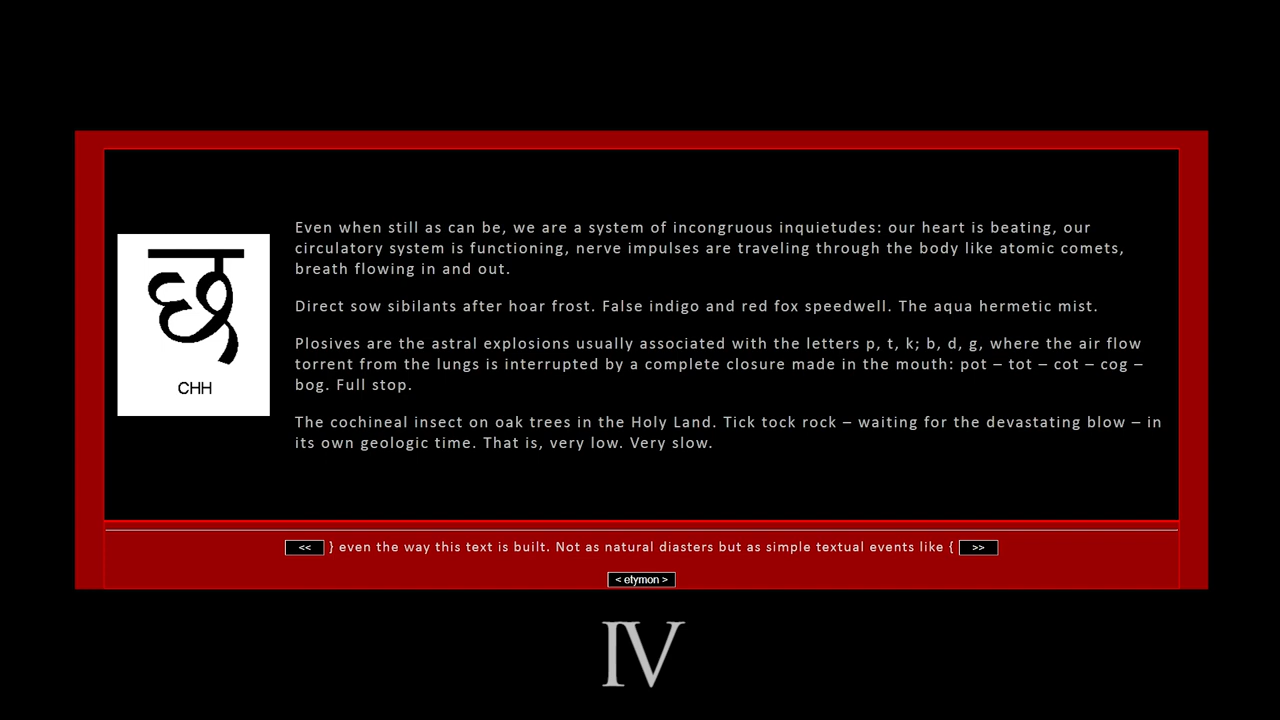 छ
CHH
Even when still as can be, we are a system of incongruous inquietudes: our heart is beating, our
circulatory system is functioning, nerve impulses are traveling through the body like atomic comets,
breath flowing in and out.
Direct sow sibilants after hoar frost. False indigo and red fox speedwell. The aqua hermetic mist.
Plosives are the astral explosions usually associated with the letters p, t, k; b, d, g, where the air flow
torrent from the lungs is interrupted by a complete closure made in the mouth: pot – tot – cot – cog –
bog. Full stop.
The cochineal insect on oak trees in the Holy Land. Tick tock rock – waiting for the devastating blow – in
its own geologic time. That is, very low. Very slow.
<< } even the way this text is built. Not as natural diasters but as simple textual events like { >>
< etymon >
IV